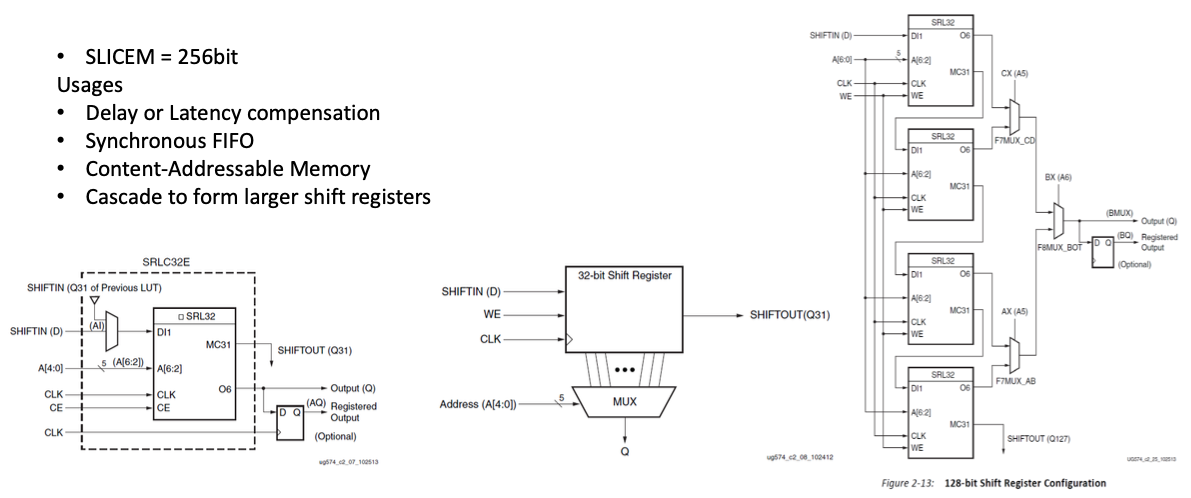 • SLICEM = 256bit
Usages
• Delay or Latency compensation
• Synchronous FIFO
• Content-Addressable Memory
• Cascade to form larger shift registers
SRLC32E
SHIFTIN (Q31 of Previous LUT)
SRL32
(AI)
SHIFTIN (D)
DI1
MC31
SHIFTOUT (Q31)
A[4:0]
5
(A[6:2])
A[6:2]
O6
Output (Q)
CLK
CLK
CE
CE
(AQ)
Registered
Output
D Q
CLK
(Optional)
ug574_c2_07_102513
32-bit Shift Register
SHIFTIN (D)
WE
CLK
SHIFTOUT(Q31)
•••
Address (A[4:0])
5
MUX
Q
ug574_c2_08_102412
SRL32
SHIFTIN (D)
DI1
O6
A[6:0]
5
A[6:2]
MC31
CLK
CLK
WE
WE
CX (A5)
F7MUX_CD
SRL32
DI1
O6
A[6:2]
MC31
CLK
WE
BX (A6)
F8MUX_BOT
(BMUX)
Output (Q)
(BQ)
Registered
Output
D Q
(Optional)
SRL32
DI1
O6
A[6:2]
MC31
CLK
WE
AX (A5)
F7MUX_AB
SRL32
DI1
O6
A[6:2]
MC31
CLK
WE
SHIFTOUT (Q127)
UG574_c2_25_102513
Figure 2-13: 128-bit Shift Register Configuration